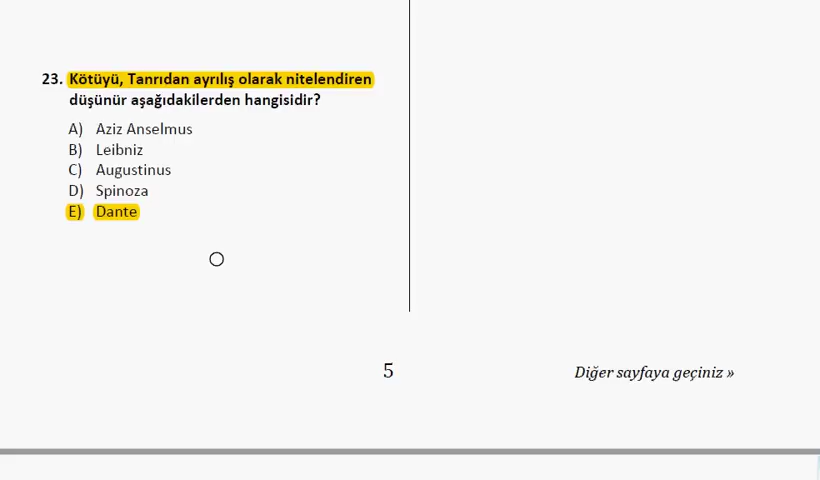 23. Kötüyü, Tanrıdan ayrılış olarak nitelendiren
düşünür aşağıdakilerden hangisidir?
A) Aziz Anselmus
B) Leibniz
C) Augustinus
D) Spinoza
E) Dante
5
Diğer sayfaya geçiniz »